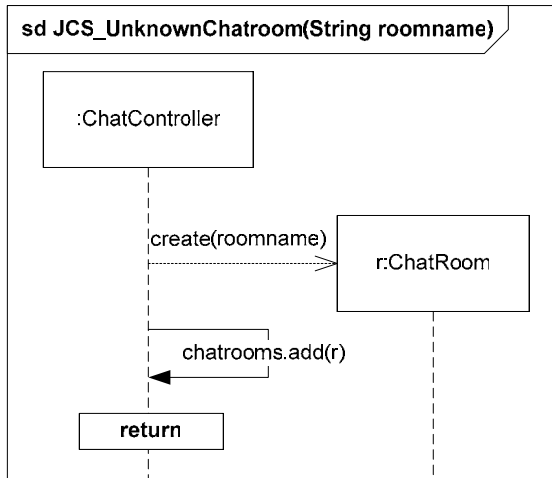 sd JCS_UnknownChatroom(String roomname)
:ChatController
create(roomname)
r:ChatRoom
chatrooms.add(r)
return